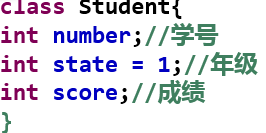 class Student{
int number;//学号
int state = 1;//年级
int score;//成绩
}